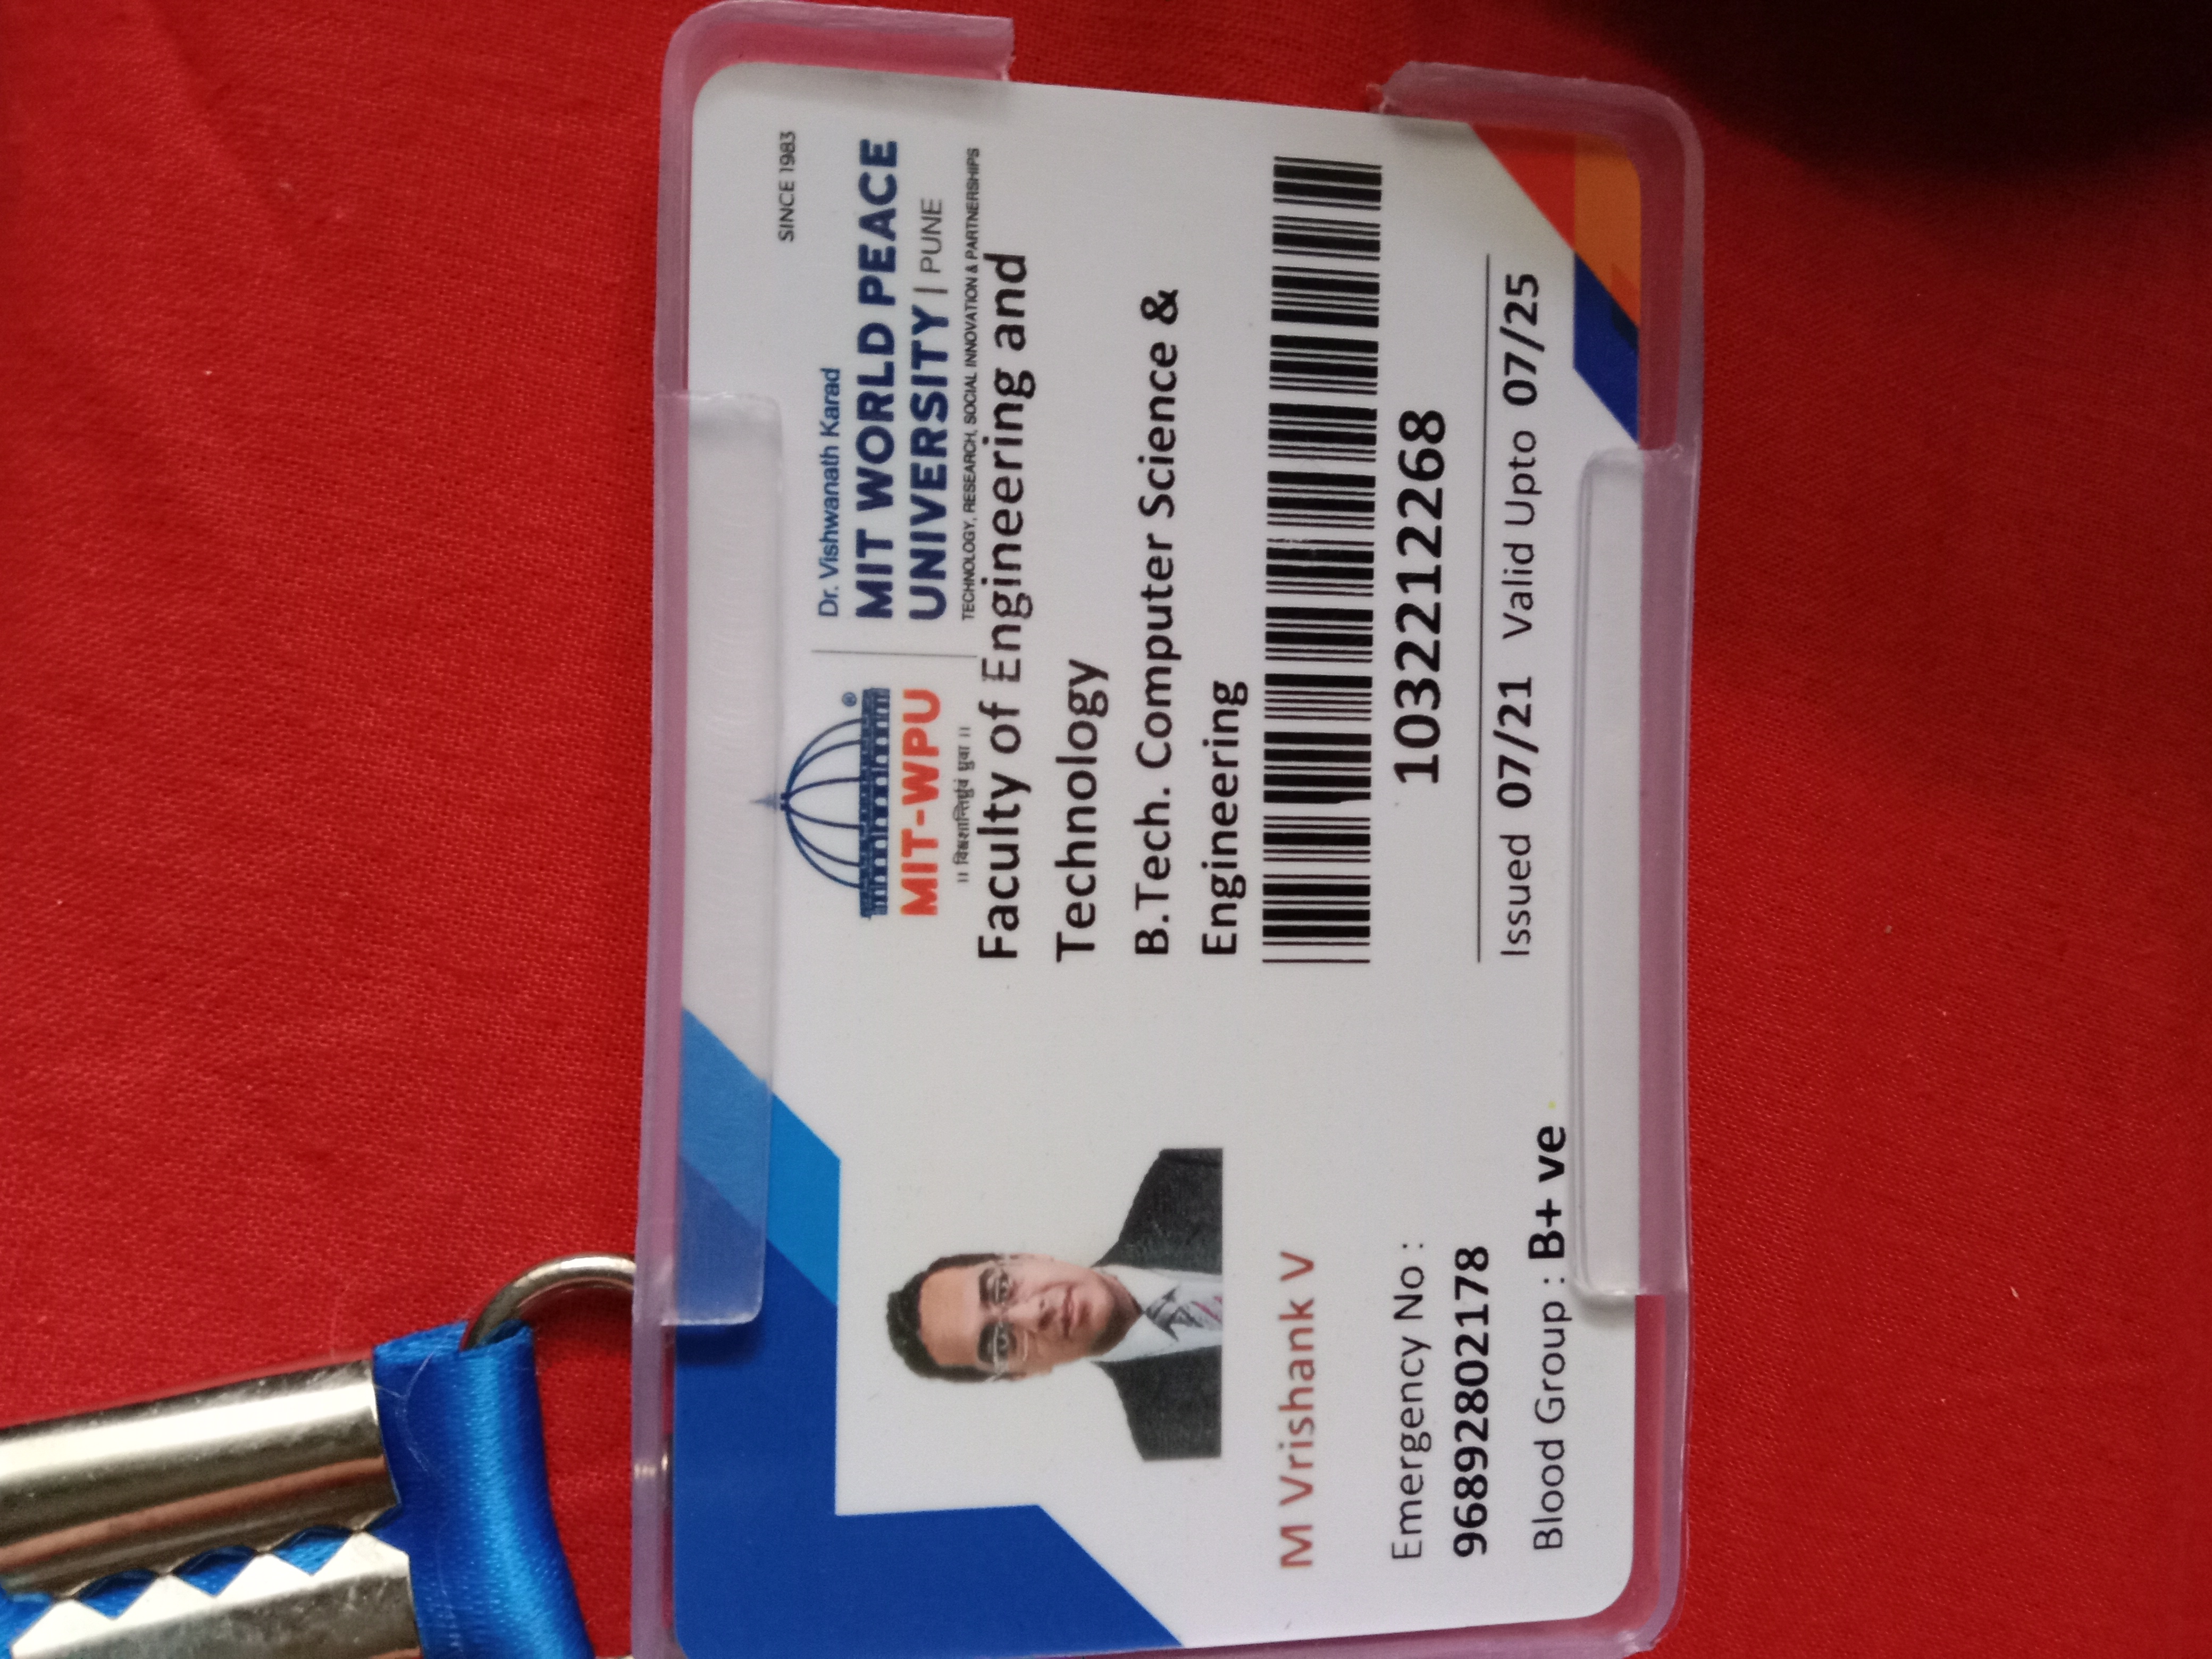 SINCE 1983
Dr. Vishwanath Karad
MIT WORLD PEACE
UNIVERSITY | PUNE
TECHNOLOGY, RESEARCH, SOCIAL INNOVATION & PARTNERSHIPS
®
MIT-WPU
॥ विश्वशान्तिर्ध्रुवं ध्रुवा ॥
Faculty of Engineering and
Technology
B.Tech. Computer Science &
Engineering
1032212268
Issued 07/21 Valid Upto 07/25
M Vrishank V
Emergency No :
96892802178
Blood Group : B+ ve